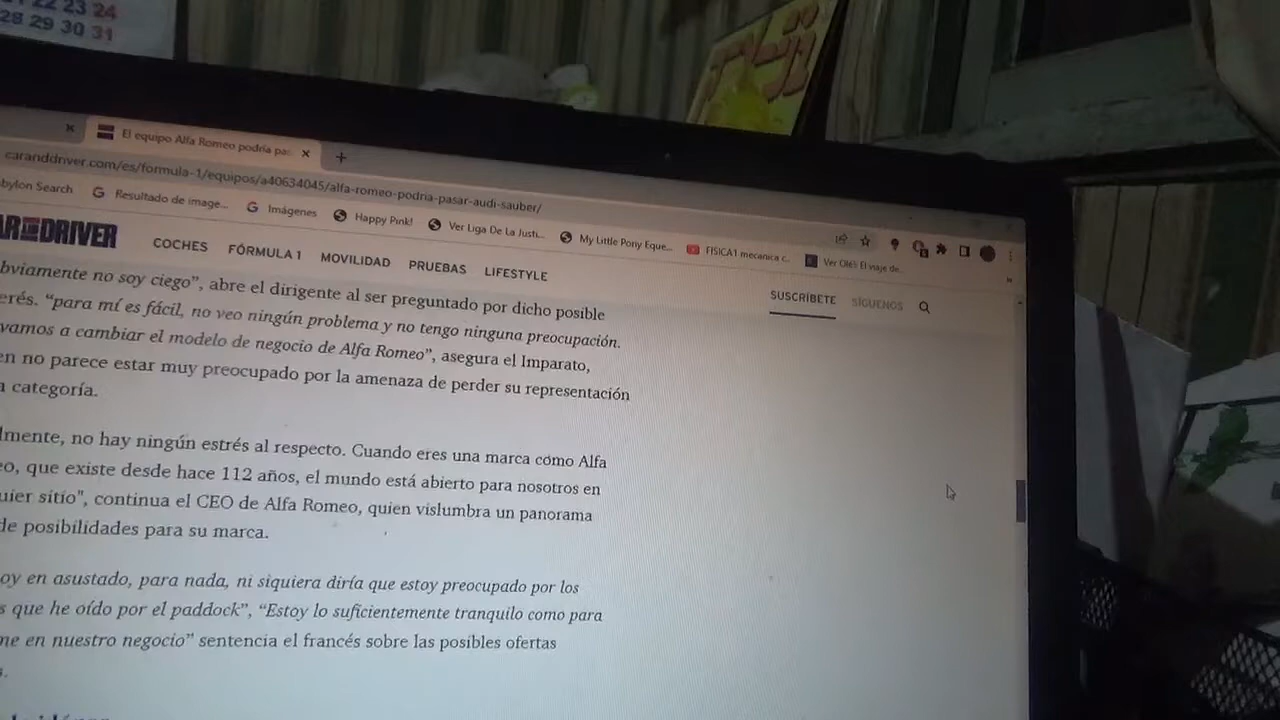 22 23 24
28 29 30 31
El equipo Alfa Romeo podría pa
caranddriver.com/es/formula-1/equipos/a40634045/alfa-romeo-podria-pasar-audi-sauber/
bylon Search
Resultado de image...
Imágenes
Happy Pink!
Ver Liga De La Justi...
My Little Pony Eque...
FISICA1 mecanica c...
Ver Olé!: El viaje de...
AR DRIVER
COCHES
FÓRMULA 1
MOVILIDAD
PRUEBAS
LIFESTYLE
SUSCRÍBETE
SÍGUENOS
bviamente no soy ciego”, abre el dirigente al ser preguntado por dicho posible
erés. “para mí es fácil, no veo ningún problema y no tengo ninguna preocupación.
vamos a cambiar el modelo de negocio de Alfa Romeo”, asegura el Imparato,
en no parece estar muy preocupado por la amenaza de perder su representación
a categoría.
lmente, no hay ningún estrés al respecto. Cuando eres una marca como Alfa
eo, que existe desde hace 112 años, el mundo está abierto para nosotros en
uier sitio", continua el CEO de Alfa Romeo, quien vislumbra un panorama
de posibilidades para su marca.
oy en asustado, para nada, ni siquiera diría que estoy preocupado por los
s que he oído por el paddock”, “Estoy lo suficientemente tranquilo como para
me en nuestro negocio” sentencia el francés sobre las posibles ofertas
s.